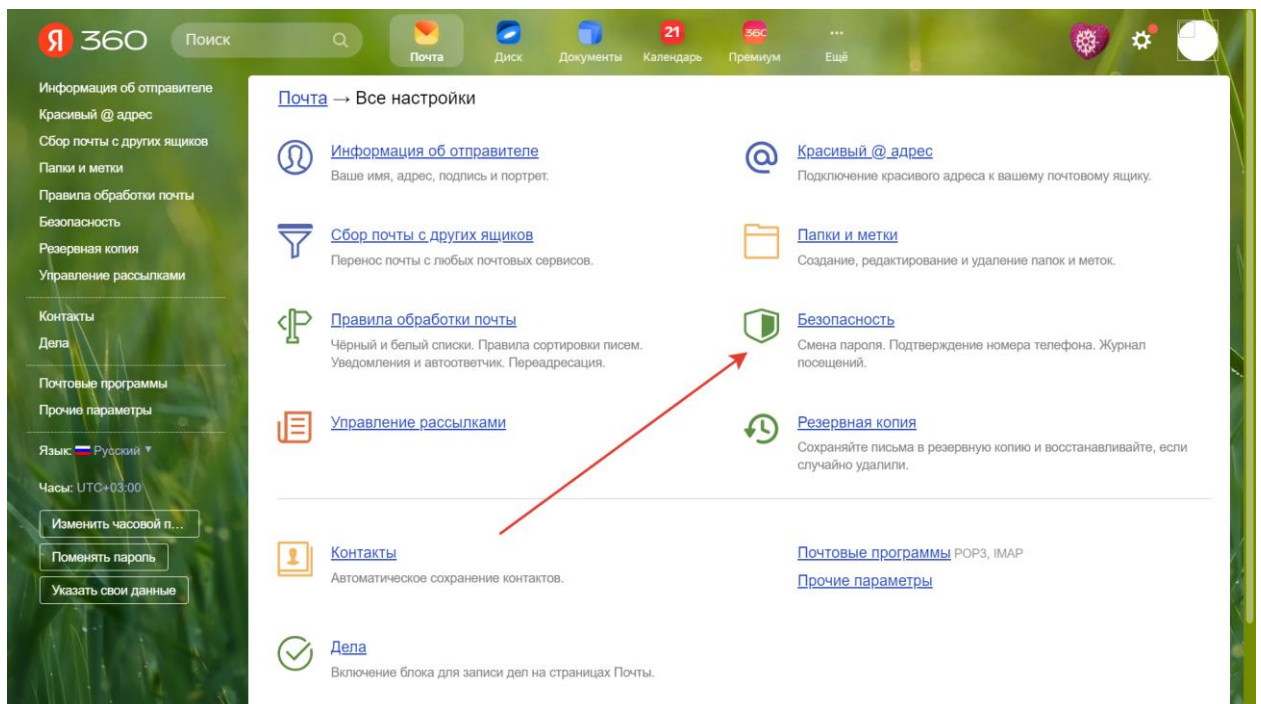 Я 360
Поиск
Почта
Диск
Документы
21
Календарь
360
Премиум
Ещё
Информация об отправителе
Красивый @ адрес
Сбор почты с других ящиков
Папки и метки
Правила обработки почты
Безопасность
Резервная копия
Управление рассылками
Контакты
Дела
Почтовые программы
Прочие параметры
Язык: Русский
Часы: UTC+03:00
Изменить часовой п...
Поменять пароль
Указать свои данные
Почта → Все настройки
Информация об отправителе
Ваше имя, адрес, подпись и портрет.
Красивый @ адрес
Подключение красивого адреса к вашему почтовому ящику.
Сбор почты с других ящиков
Перенос почты с любых почтовых сервисов.
Папки и метки
Создание, редактирование и удаление папок и меток.
Правила обработки почты
Чёрный и белый списки. Правила сортировки писем.
Уведомления и автоответчик. Переадресация.
Безопасность
Смена пароля. Подтверждение номера телефона. Журнал
посещений.
Управление рассылками
Резервная копия
Сохраняйте письма в резервную копию и восстанавливайте, если
случайно удалили.
Контакты
Автоматическое сохранение контактов.
Почтовые программы POP3, IMAP
Прочие параметры
Дела
Включение блока для записи дел на страницах Почты.